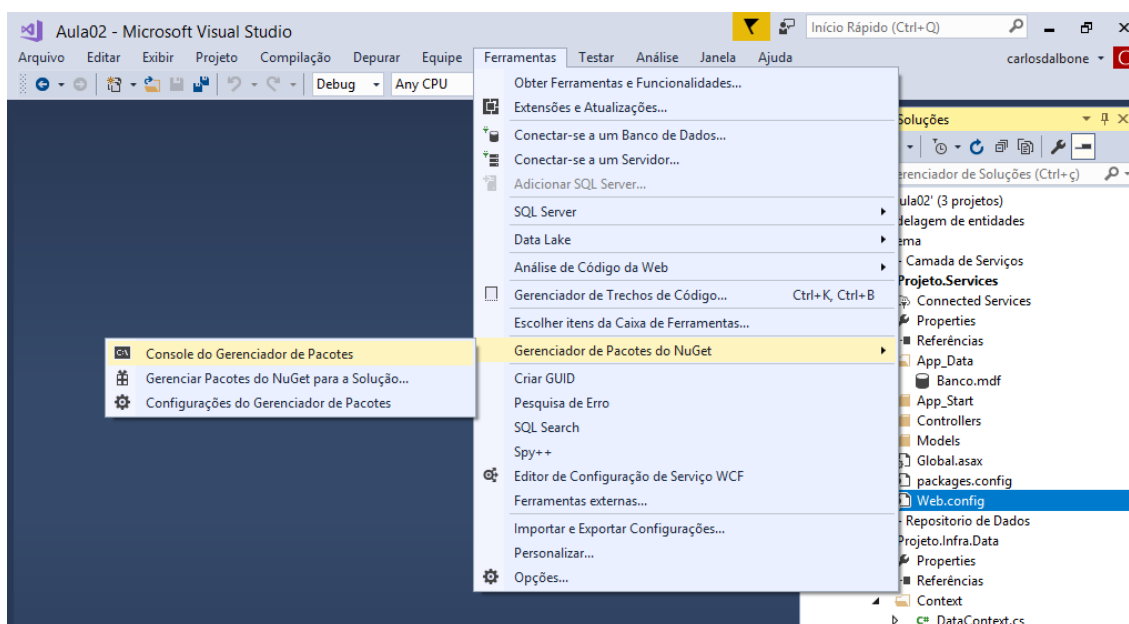 Aula02 - Microsoft Visual Studio
Início Rápido (Ctrl+Q)
Arquivo Editar Exibir Projeto Compilação Depurar Equipe Ferramentas Testar Análise Janela Ajuda
carlosdalbone
C
Debug Any CPU
Obter Ferramentas e Funcionalidades...
Extensões e Atualizações...
Conectar-se a um Banco de Dados...
Conectar-se a um Servidor...
Adicionar SQL Server...
SQL Server
Data Lake
Análise de Código da Web
Gerenciador de Trechos de Código... Ctrl+K, Ctrl+B
Escolher itens da Caixa de Ferramentas...
Gerenciador de Pacotes do NuGet
Criar GUID
Pesquisa de Erro
SQL Search
Spy++
Editor de Configuração de Serviço WCF
Ferramentas externas...
Importar e Exportar Configurações...
Personalizar...
Opções...
Console do Gerenciador de Pacotes
Gerenciar Pacotes do NuGet para a Solução...
Configurações do Gerenciador de Pacotes
Soluções
erenciador de Soluções (Ctrl+ç)
ula02' (3 projetos)
delagem de entidades
ema
- Camada de Serviços
Projeto.Services
Connected Services
Properties
Referências
App_Data
Banco.mdf
App_Start
Controllers
Models
Global.asax
packages.config
Web.config
- Repositorio de Dados
Projeto.Infra.Data
Properties
Referências
Context
C# DataContext.cs